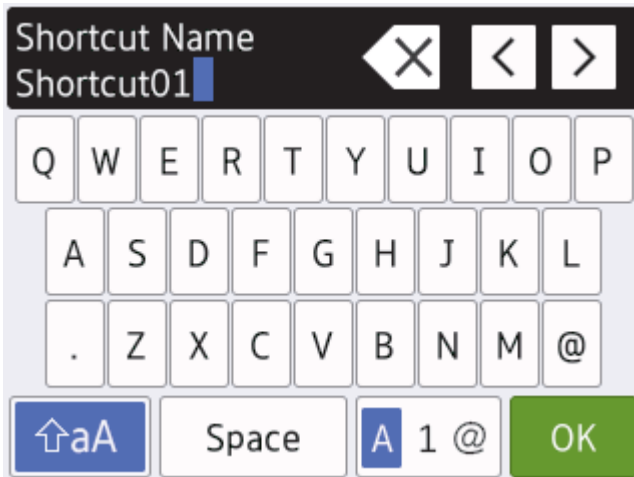 Shortcut Name
Shortcut01
Q W E R T Y U I O P
A S D F G H J K L
. Z X C V B N M @
aA Space A 1 @ OK